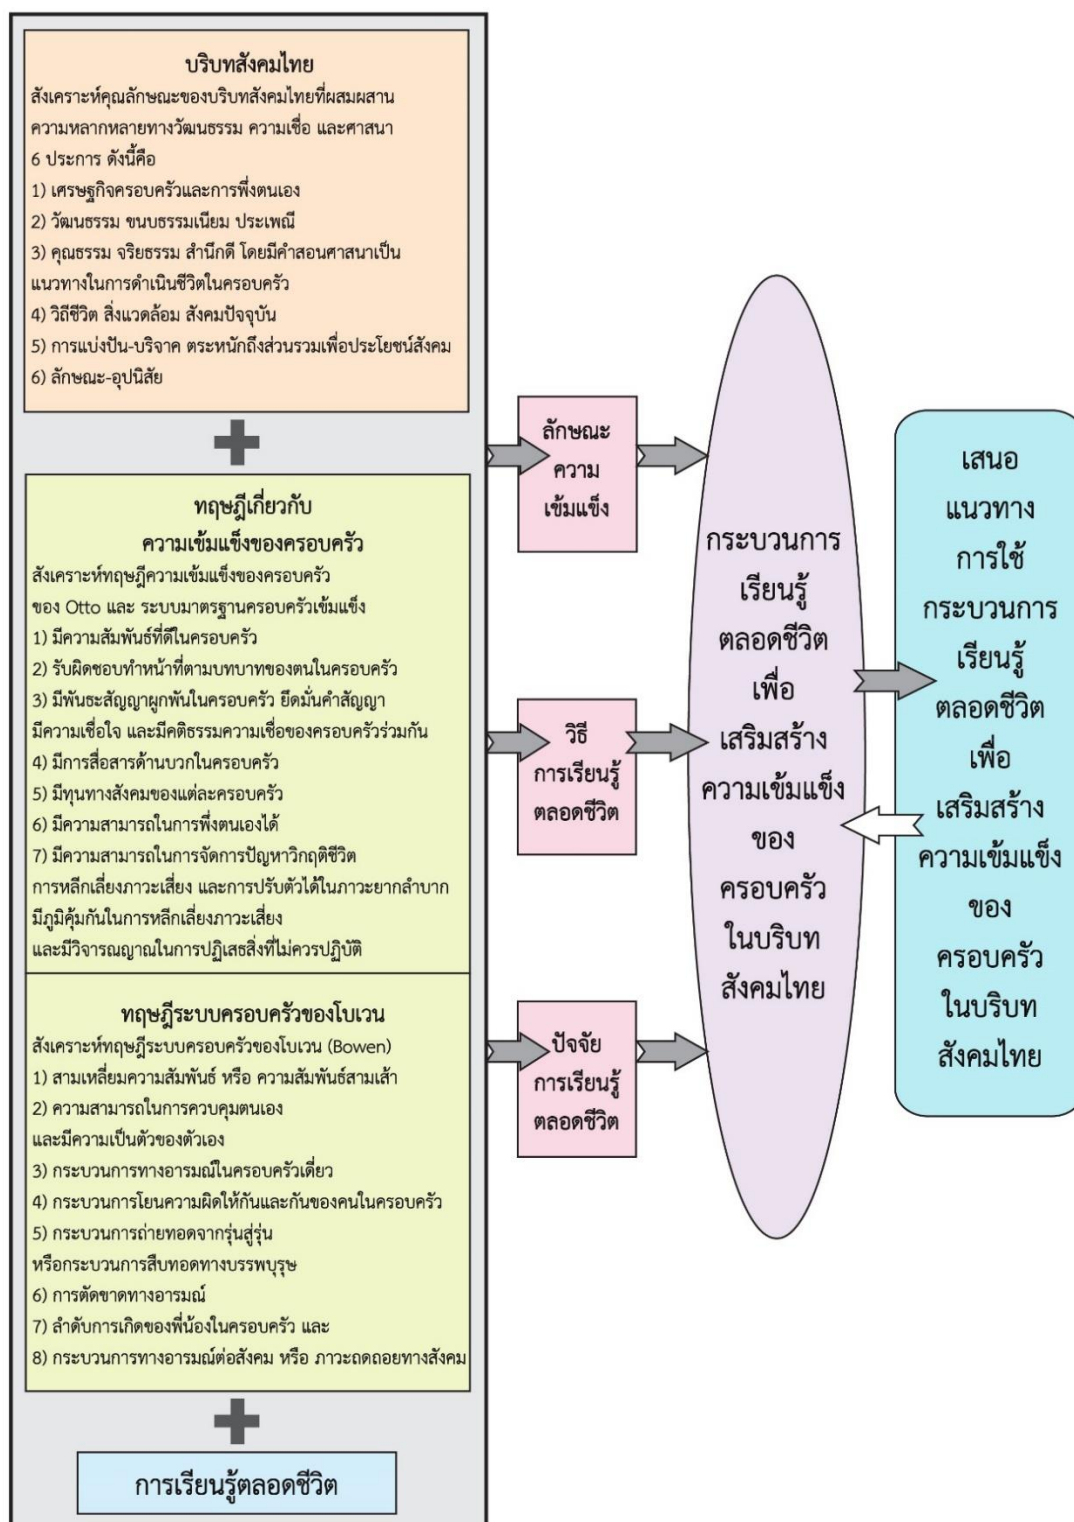 บริบทสังคมไทย
สังเคราะห์คุณลักษณะของบริบทสังคมไทยที่ผสมผสาน
ความหลากหลายทางวัฒนธรรม ความเชื่อ และศาสนา
6 ประการ ดังนี้คือ
1) เศรษฐกิจครอบครัวและการพึ่งตนเอง
2) วัฒนธรรม ขนบธรรมเนียม ประเพณี
3) คุณธรรม จริยธรรม สำนึกดี โดยมีคำสอนศาสนาเป็น
แนวทางในการดำเนินชีวิตในครอบครัว
4) วิถีชีวิต สิ่งแวดล้อม สังคมปัจจุบัน
5) การแบ่งปัน-บริจาค ตระหนักถึงส่วนรวมเพื่อประโยชน์สังคม
6) ลักษณะ-อุปนิสัย
ทฤษฎีเกี่ยวกับ
ความเข้มแข็งของครอบครัว
สังเคราะห์ทฤษฎีความเข้มแข็งของครอบครัว
ของ Otto และ ระบบมาตรฐานครอบครัวเข้มแข็ง
1) มีความสัมพันธ์ที่ดีในครอบครัว
2) รับผิดชอบทำหน้าที่ตามบทบาทของตนในครอบครัว
3) มีพันธะสัญญาผูกพันในครอบครัว ยึดมั่นคำสัญญา
มีความเชื่อใจ และมีคติธรรมความเชื่อของครอบครัวร่วมกัน
4) มีการสื่อสารด้านบวกในครอบครัว
5) มีทุนทางสังคมของแต่ละครอบครัว
6) มีความสามารถในการพึ่งตนเองได้
7) มีความสามารถในการจัดการปัญหาวิกฤติชีวิต
การหลีกเลี่ยงภาวะเสี่ยง และการปรับตัวได้ในภาวะยากลำบาก
มีภูมิคุ้มกันในการหลีกเลี่ยงภาวะเสี่ยง
และมีวิจารณญาณในการปฏิเสธสิ่งที่ไม่ควรปฏิบัติ
ทฤษฎีระบบครอบครัวของโบเวน
สังเคราะห์ทฤษฎีระบบครอบครัวของโบเวน (Bowen)
1) สามเหลี่ยมความสัมพันธ์ หรือ ความสัมพันธ์สามเส้า
2) ความสามารถในการควบคุมตนเอง
และมีความเป็นตัวของตัวเอง
3) กระบวนการทางอารมณ์ในครอบครัวเดี่ยว
4) กระบวนการโยนความผิดให้กันและกันของคนในครอบครัว
5) กระบวนการถ่ายทอดจากรุ่นสู่รุ่น
หรือกระบวนการสืบทอดทางบรรพบุรุษ
6) การตัดขาดทางอารมณ์
7) ลำดับการเกิดของพี่น้องในครอบครัว และ
8) กระบวนการทางอารมณ์ต่อสังคม หรือ ภาวะถดถอยทางสังคม
การเรียนรู้ตลอดชีวิต
ลักษณะ
ความ
เข้มแข็ง
วิธี
การเรียนรู้
ตลอดชีวิต
ปัจจัย
การเรียนรู้
ตลอดชีวิต
กระบวนการ
เรียนรู้
ตลอดชีวิต
เพื่อ
เสริมสร้าง
ความเข้มแข็ง
ของ
ครอบครัว
ในบริบท
สังคมไทย
เสนอ
แนวทาง
การใช้
กระบวนการ
เรียนรู้
ตลอดชีวิต
เพื่อ
เสริมสร้าง
ความเข้มแข็ง
ของ
ครอบครัว
ในบริบท
สังคมไทย